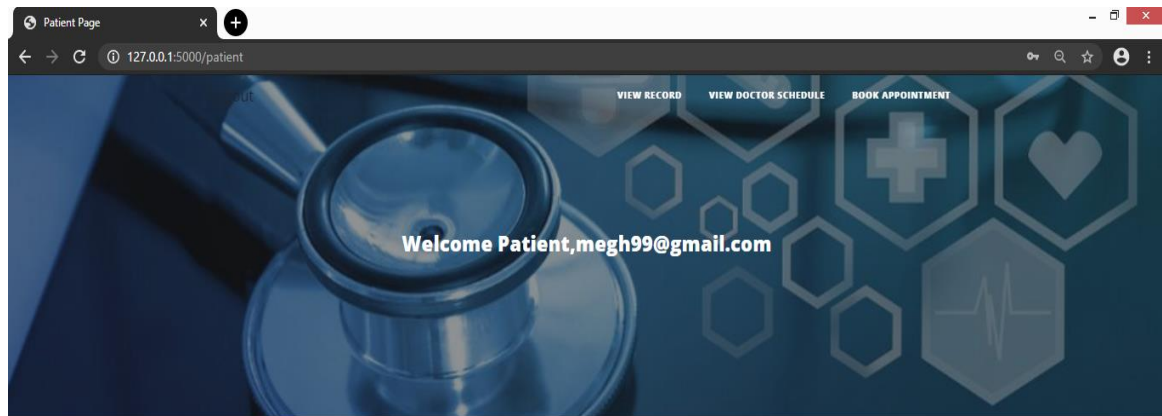 Patient Page
127.0.0.1:5000/patient
VIEW RECORD VIEW DOCTOR SCHEDULE BOOK APPOINTMENT
Welcome Patient,megh99@gmail.com